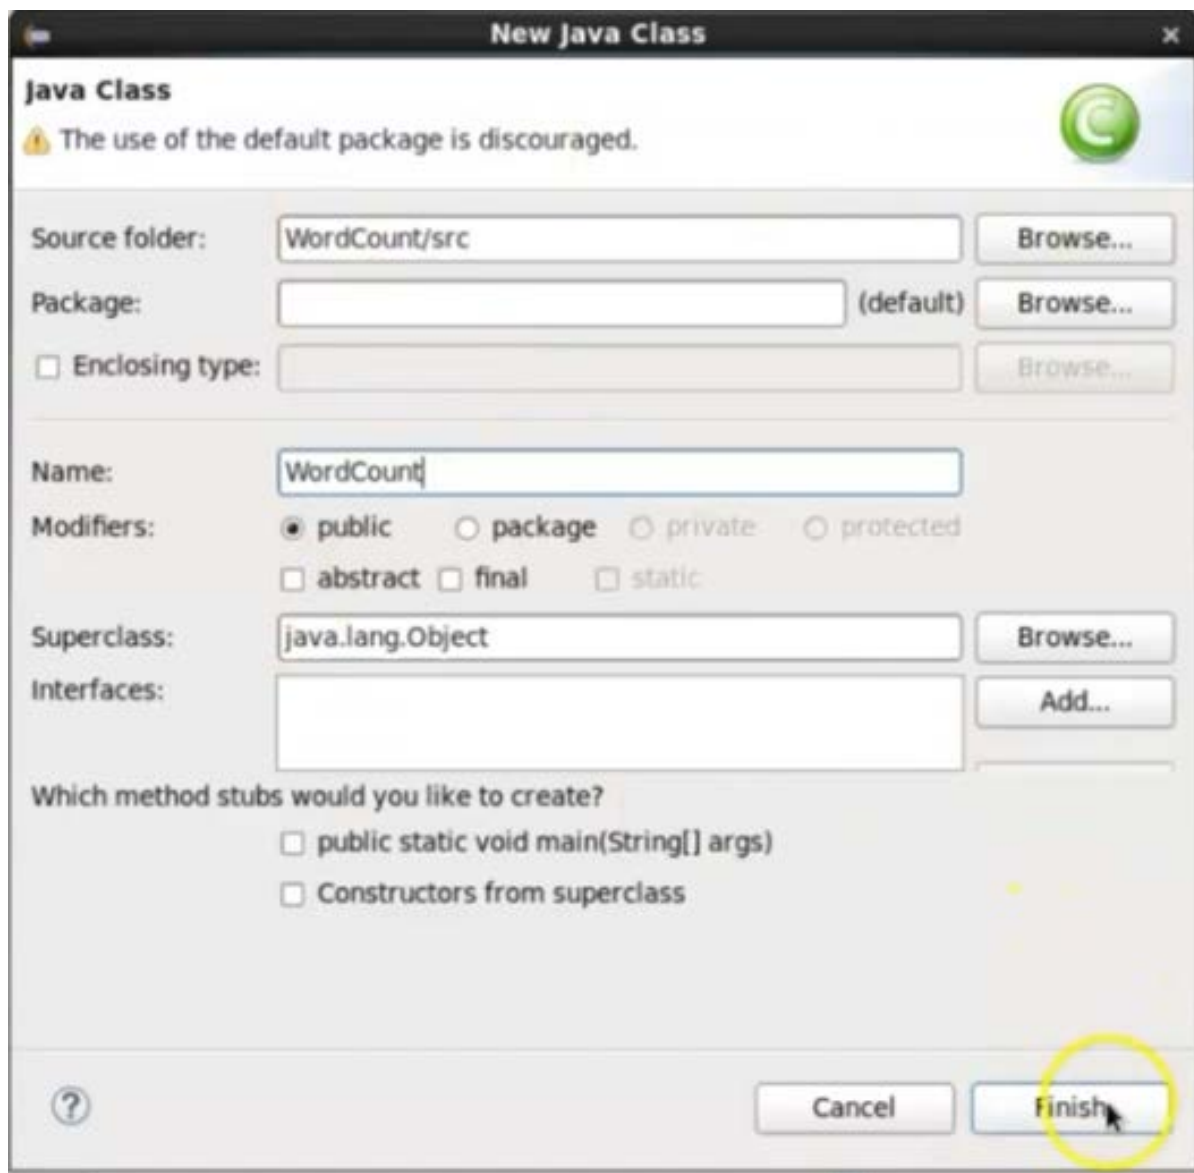 New Java Class
Java Class
The use of the default package is discouraged.
Source folder: WordCount/src Browse...
Package: (default) Browse...
Enclosing type: Browse...
Name: WordCount
Modifiers: public package private protected
abstract final static
Superclass: java.lang.Object Browse...
Interfaces: Add...
Which method stubs would you like to create?
public static void main(String[] args)
Constructors from superclass
Cancel Finish